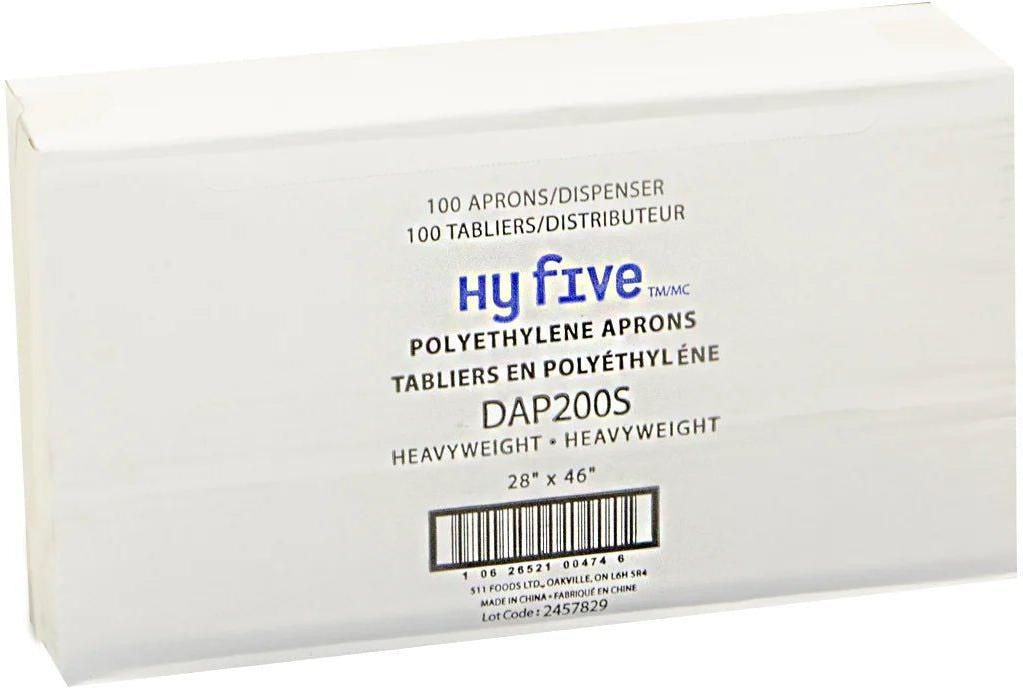 100 APRONS/DISPENSER
100 TABLIERS/DISTRIBUTEUR
Hy fIve TM/MC
POLYETHYLENE APRONS
TABLIERS EN POLYÉTHYLÉNE
DAP200S
HEAVYWEIGHT • HEAVYWEIGHT
28" x 46"
1 06 26521 00474 6
511 FOODS LTD., OAKVILLE, ON L6H 5R4
MADE IN CHINA • FABRIQUÉ EN CHINE
Lot Code : 2457829